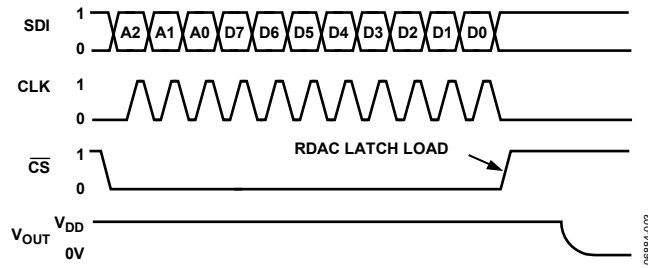 SDI 1 0 A2 A1 A0 D7 D6 D5 D4 D3 D2 D1 D0
CLK 1 0
CS 1 0 RDAC LATCH LOAD
VOUT VDD 0V
06884-003